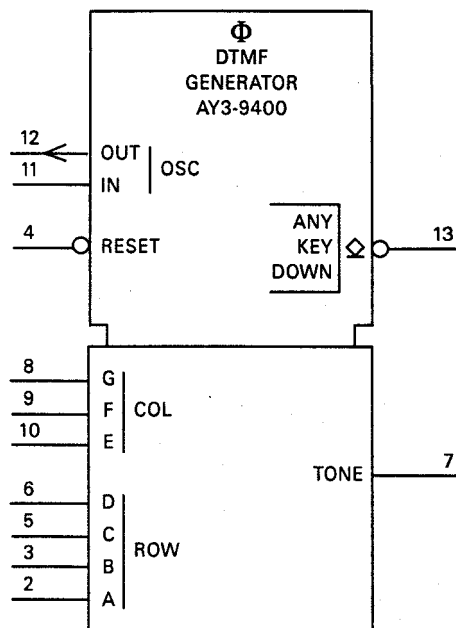 Φ
DTMF
GENERATOR
AY3-9400
12 OUT
11 IN
OSC
4 RESET
ANY
KEY
DOWN
13
8 G
9 F
10 E
COL
TONE 7
6 D
5 C
3 B
2 A
ROW